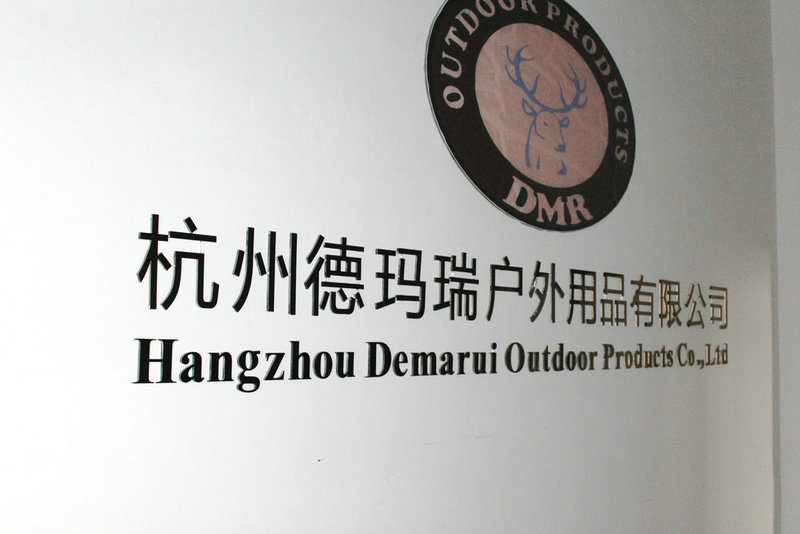 OUTDOOR PRODUCTS
DMR
杭州德玛瑞户外用品有限公司
Hangzhou Demarui Outdoor Products Co.,Ltd